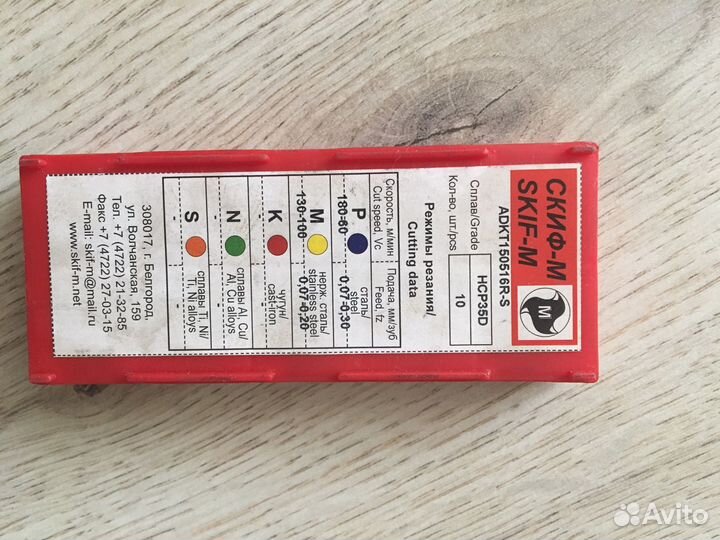 СКИФ-М
SKIF-M
M
ADKT150516R-S
Сплав/Grade HCP35D
Кол-во, шт/pcs 10
Режимы резания/
Cutting data
Скорость, м/мин Подача, мм/зуб
Cut speed, Vc Feed, fz
P сталь/
steel
180-60 0,07-0,30
M нерж. сталь/
stainless steel
130-100 0,07-0,20
K чугун/
cast-iron
- -
N сплавы Al, Cu/
Al, Cu alloys
- -
S сплавы Ti, Ni/
Ti, Ni alloys
- -
308017, г. Белгород
ул. Волчанская, 159
Тел. +7 (4722) 21-32-85
Факс +7 (4722) 27-03-15
E-mail: skif-m@mail.ru
www.skif-m.net
Avito